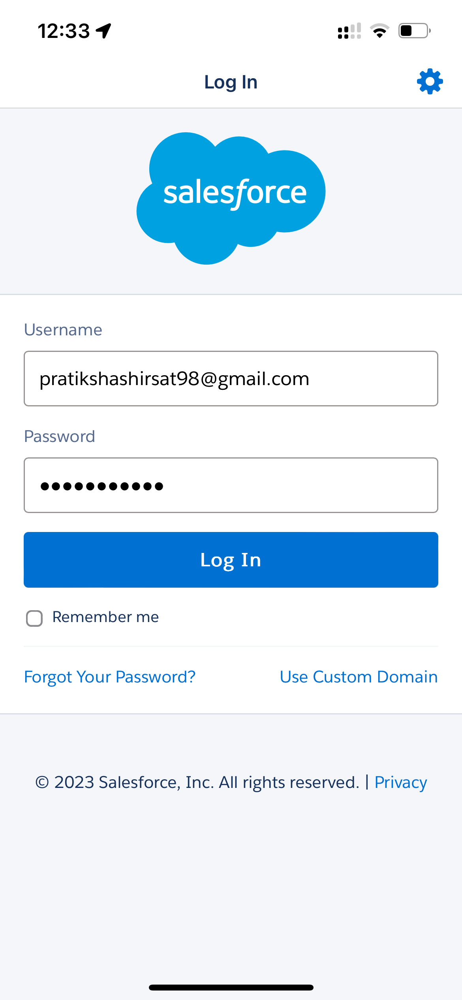 12:33
Log In
salesforce
Username
pratikshashirsat98@gmail.com
Password
•••••••••••
Log In
Remember me
Forgot Your Password?
Use Custom Domain
© 2023 Salesforce, Inc. All rights reserved. | Privacy